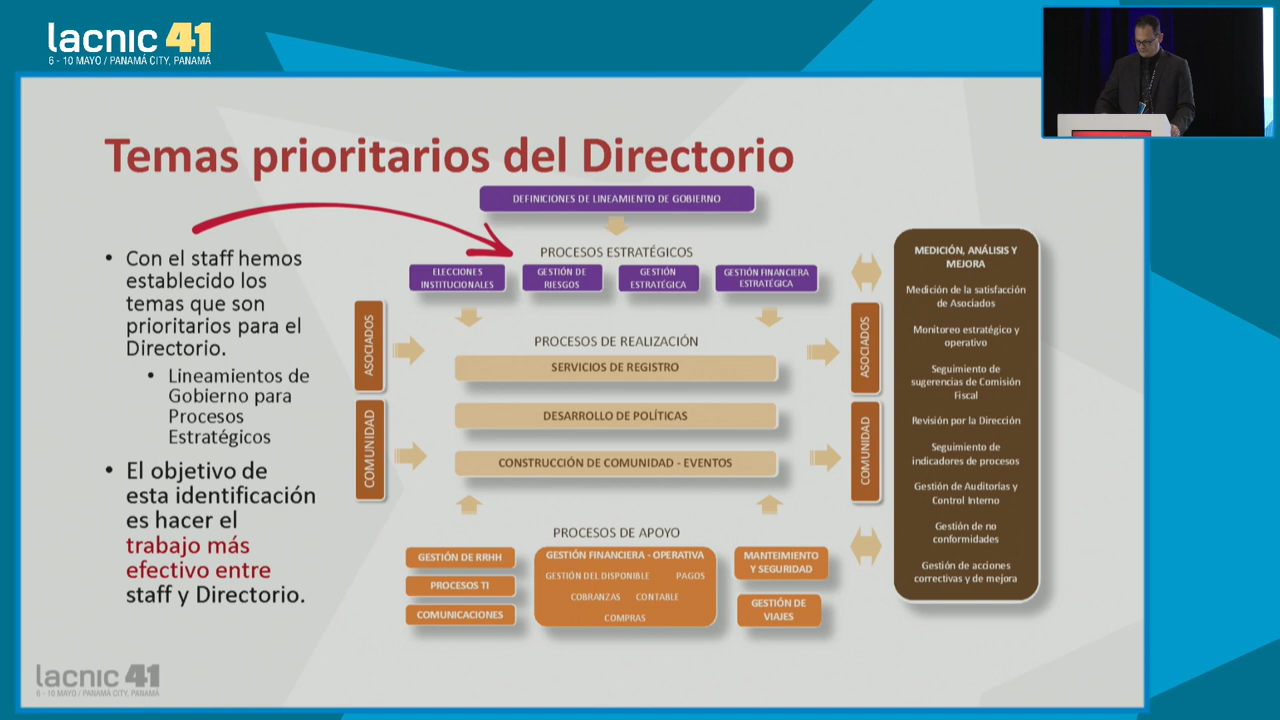 lacnic 41
6 - 10 MAYO / PANAMÁ CITY, PANAMÁ
Temas prioritarios del Directorio
• Con el staff hemos
establecido los
temas que son
prioritarios para el
Directorio.
• Lineamientos de
Gobierno para
Procesos
Estratégicos
• El objetivo de
esta identificación
es hacer el
trabajo más
efectivo entre
staff y Directorio.
DEFINICIONES DE LINEAMIENTO DE GOBIERNO
PROCESOS ESTRATÉGICOS
ELECCIONES
INSTITUCIONALES
GESTIÓN DE
RIESGOS
GESTIÓN
ESTRATÉGICA
GESTIÓN FINANCIERA
ESTRATÉGICA
ASOCIADOS
COMUNIDAD
PROCESOS DE REALIZACIÓN
SERVICIOS DE REGISTRO
DESARROLLO DE POLÍTICAS
CONSTRUCCIÓN DE COMUNIDAD - EVENTOS
ASOCIADOS
COMUNIDAD
PROCESOS DE APOYO
GESTIÓN DE RRHH
PROCESOS TI
COMUNICACIONES
GESTIÓN FINANCIERA - OPERATIVA
GESTIÓN DEL DISPONIBLE PAGOS
COBRANZAS CONTABLE
COMPRAS
MANTEIMIENTO
Y SEGURIDAD
GESTIÓN DE
VIAJES
MEDICIÓN, ANÁLISIS Y
MEJORA
Medición de la satisfacción
de Asociados
Monitoreo estratégico y
operativo
Seguimiento de
sugerencias de Comisión
Fiscal
Revisión por la Dirección
Seguimiento de
indicadores de procesos
Gestión de Auditorías y
Control Interno
Gestión de no
conformidades
Gestión de acciones
correctivas y de mejora
lacnic 41
6 - 10 MAYO / PANAMÁ CITY, PANAMÁ